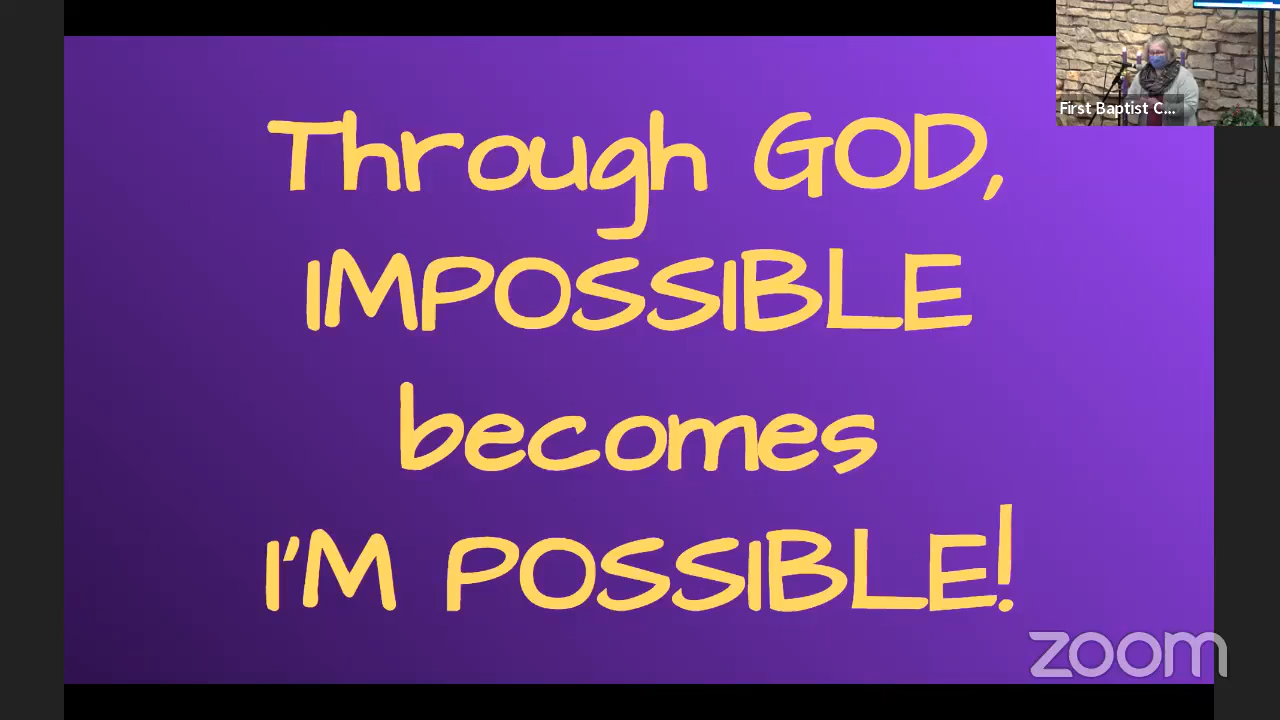 Through GOD,
IMPOSSIBLE
becomes
I'M POSSIBLE!
First Baptist C...
zoom